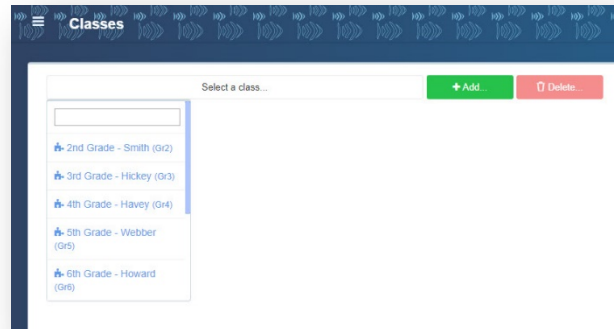 Classes
Select a class...
+ Add...
Delete...
2nd Grade - Smith (Gr2)
3rd Grade - Hickey (Gr3)
4th Grade - Havey (Gr4)
5th Grade - Webber
(Gr5)
6th Grade - Howard
(Gr6)